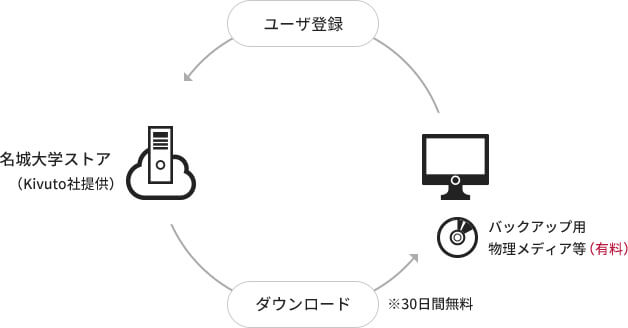 ユーザ登録
名城大学ストア
（Kivuto社提供）
バックアップ用
物理メディア等（有料）
ダウンロード
※30日間無料